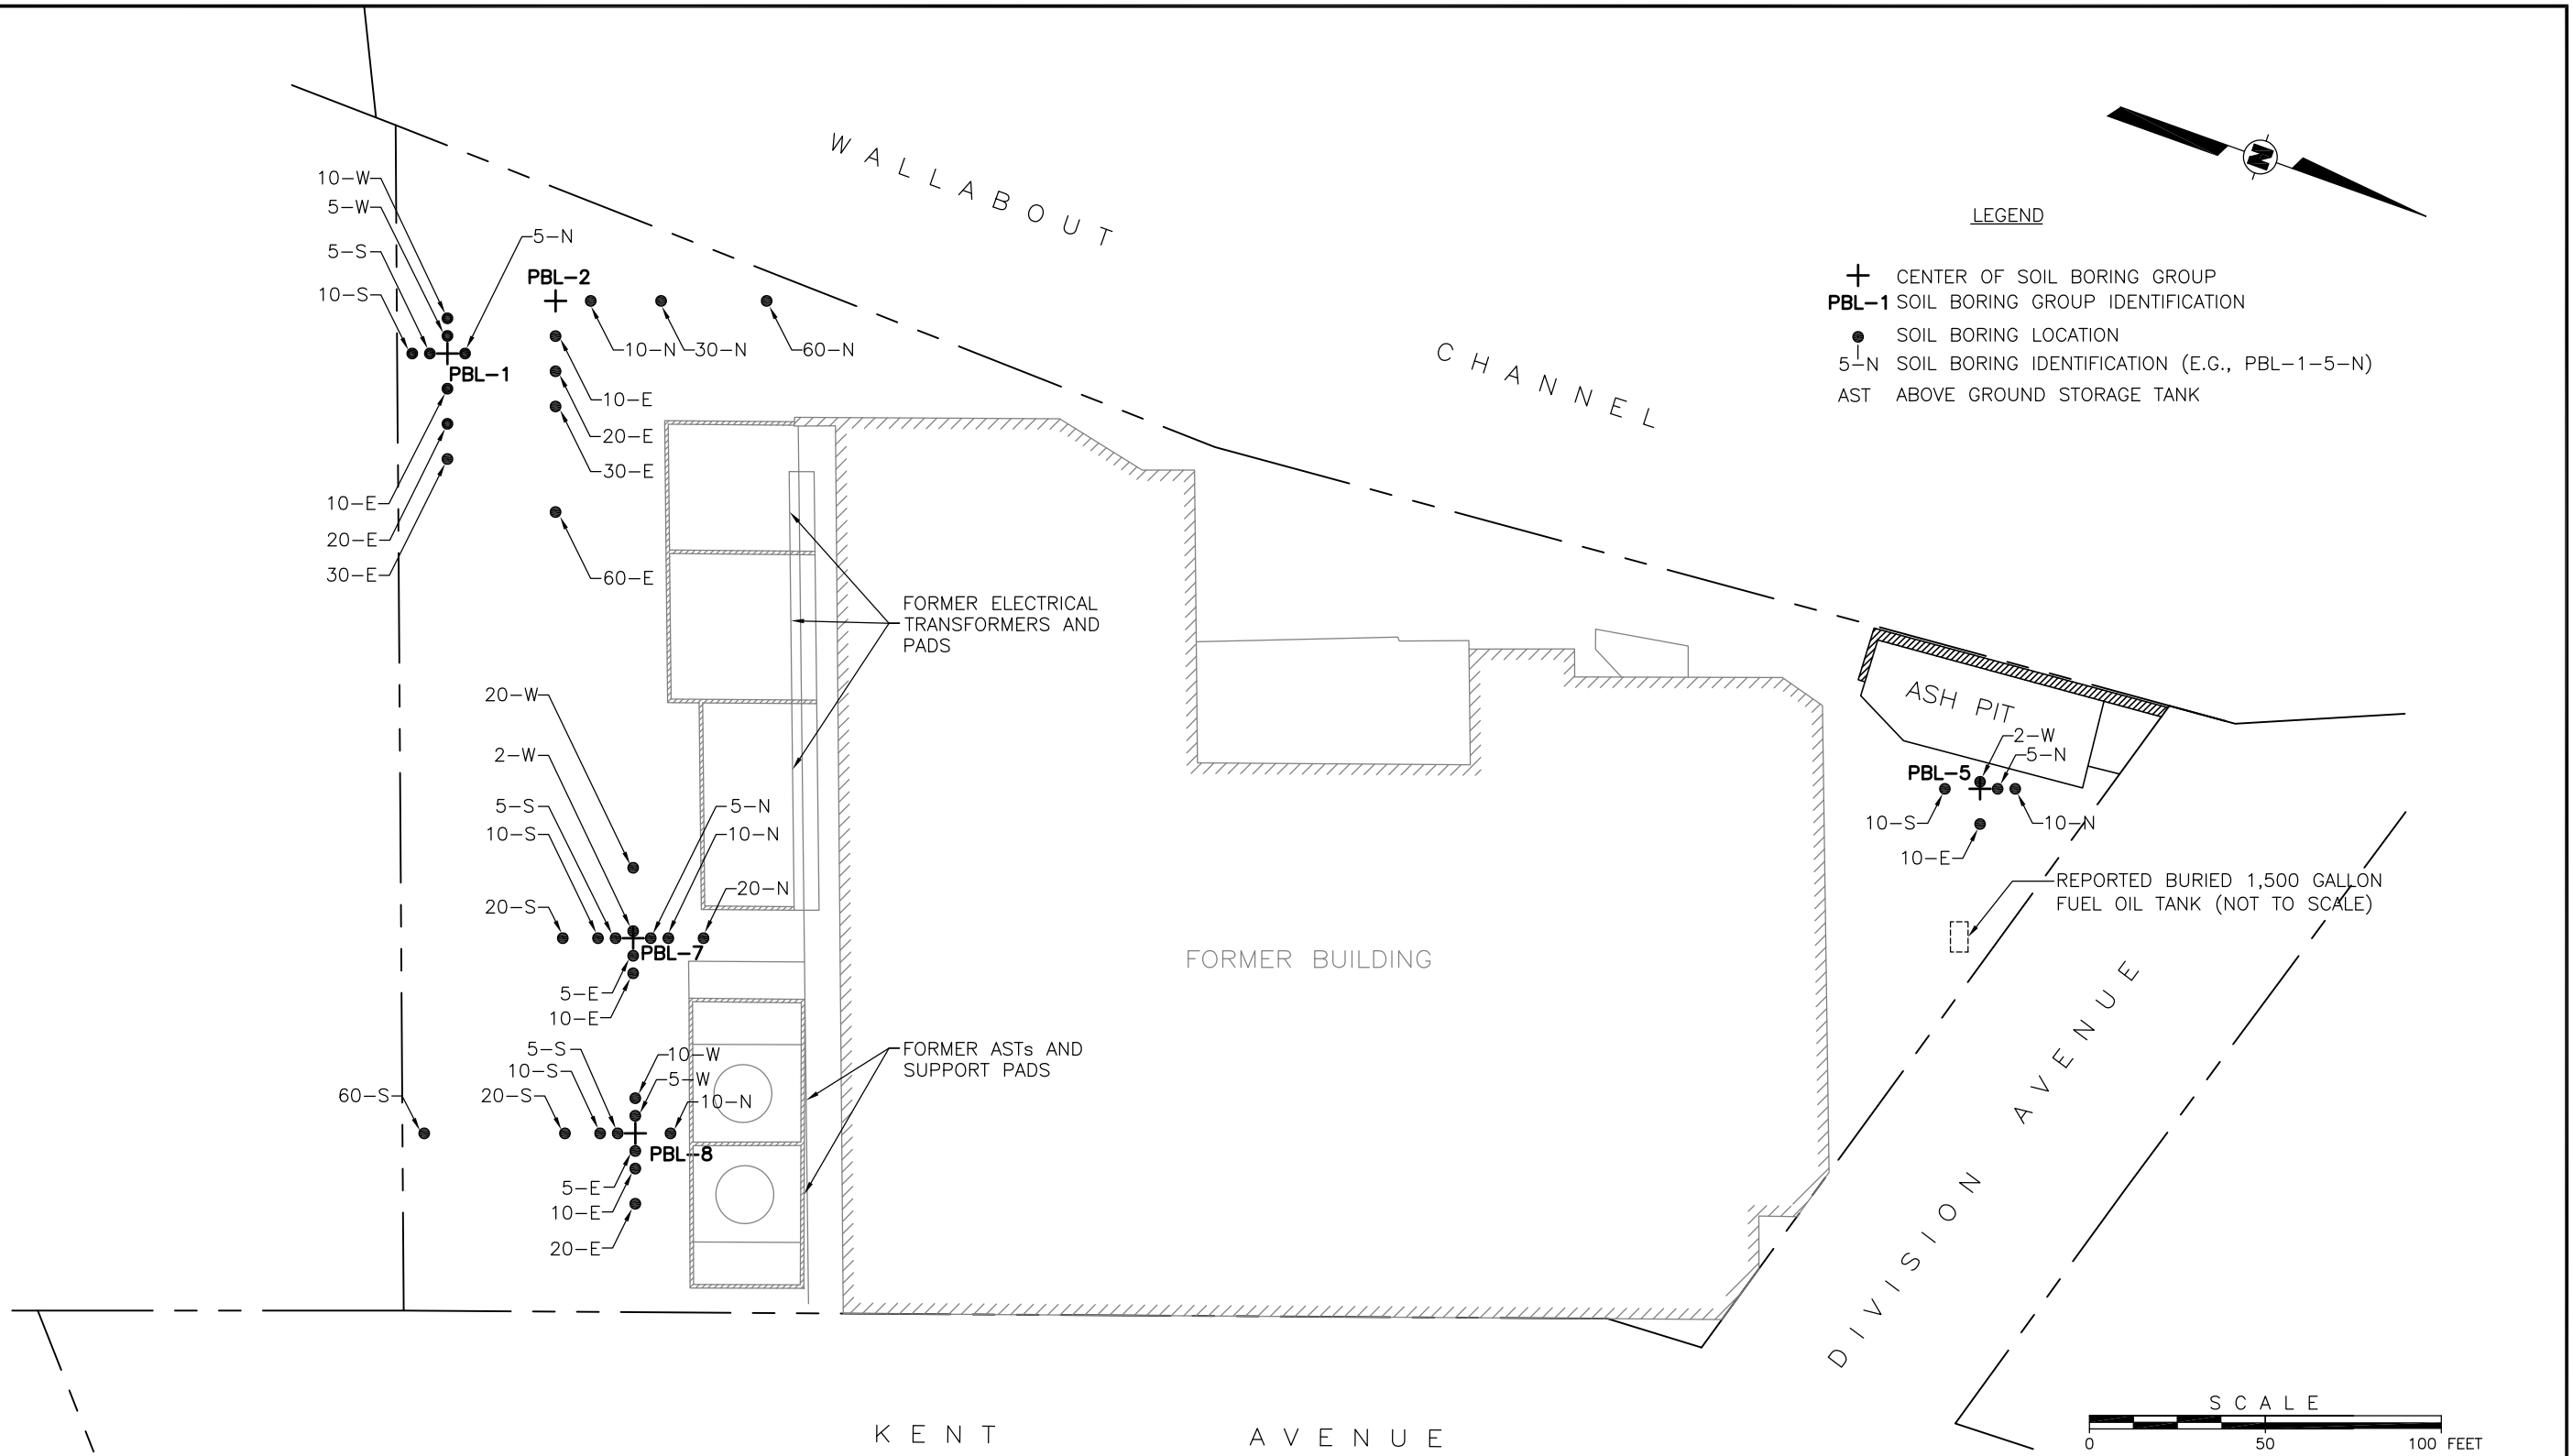 WALLABOUT
CHANNEL
N
LEGEND
CENTER OF SOIL BORING GROUP
PBL-1 SOIL BORING GROUP IDENTIFICATION
SOIL BORING LOCATION
5-N SOIL BORING IDENTIFICATION (E.G., PBL-1-5-N)
AST ABOVE GROUND STORAGE TANK
10-W
5-W
5-S
10-S
5-N
PBL-1
10-E
20-E
30-E
PBL-2
10-N
30-N
60-N
10-E
20-E
30-E
60-E
FORMER ELECTRICAL
TRANSFORMERS AND
PADS
20-W
2-W
5-S
10-S
20-S
5-N
10-N
20-N
PBL-7
5-E
10-E
5-S
10-S
20-S
60-S
10-W
5-W
10-N
PBL-8
5-E
10-E
20-E
FORMER ASTs AND
SUPPORT PADS
FORMER BUILDING
ASH PIT
2-W
5-N
PBL-5
10-S
10-N
10-E
REPORTED BURIED 1,500 GALLON
FUEL OIL TANK (NOT TO SCALE)
DIVISION AVENUE
KENT AVENUE
SCALE
0 50 100 FEET